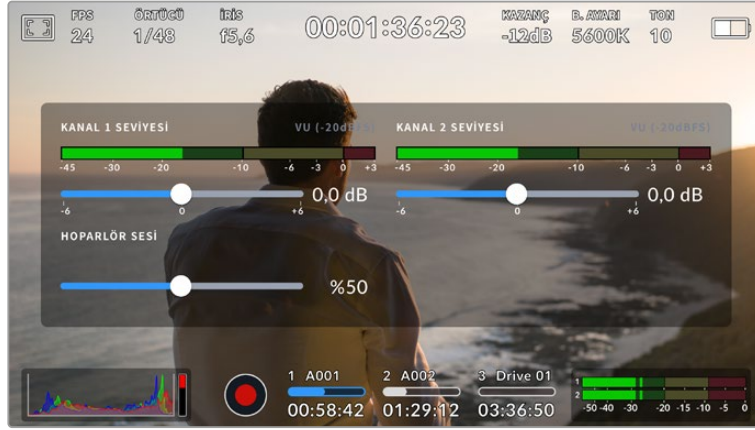 FPS ÖRTÜCÜ İRİS 00:01:36:23 KAZANÇ B. AYARI TON
24 1/48 f5,6 -12dB 5600K 10
KANAL 1 SEVİYESİ VU (-20dBFS) KANAL 2 SEVİYESİ VU (-20dBFS)
-45 -30 -20 -10 -6 -3 0 +3 -45 -30 -20 -10 -6 -3 0 +3
0,0 dB 0,0 dB
-6 0 +6 -6 0 +6
HOPARLÖR SESİ
%50
1 A001 2 A002 3 Drive 01
1
2
00:58:42 01:29:12 03:36:50 -50 -40 -30 -20 -15 -10 -5 0